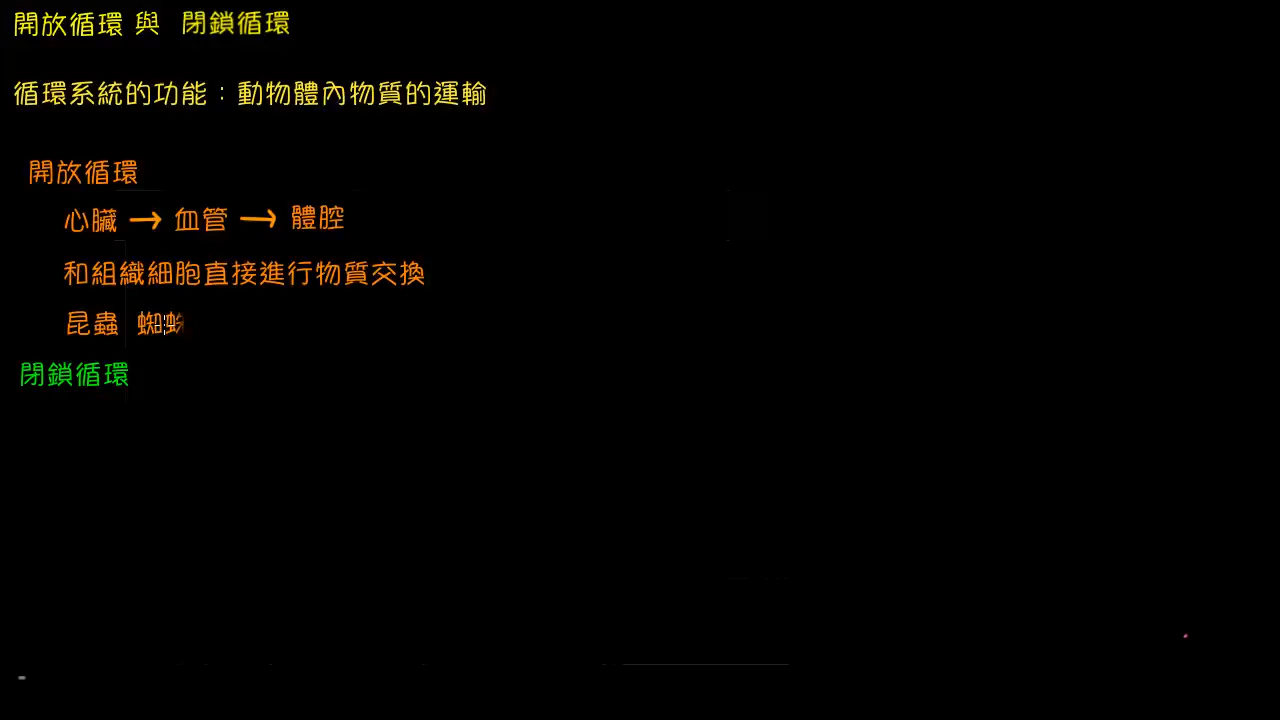 開放循環 與 閉鎖循環
循環系統的功能：動物體內物質的運輸
開放循環
心臟 → 血管 → 體腔
和組織細胞直接進行物質交換
昆蟲 蜘蛛
閉鎖循環